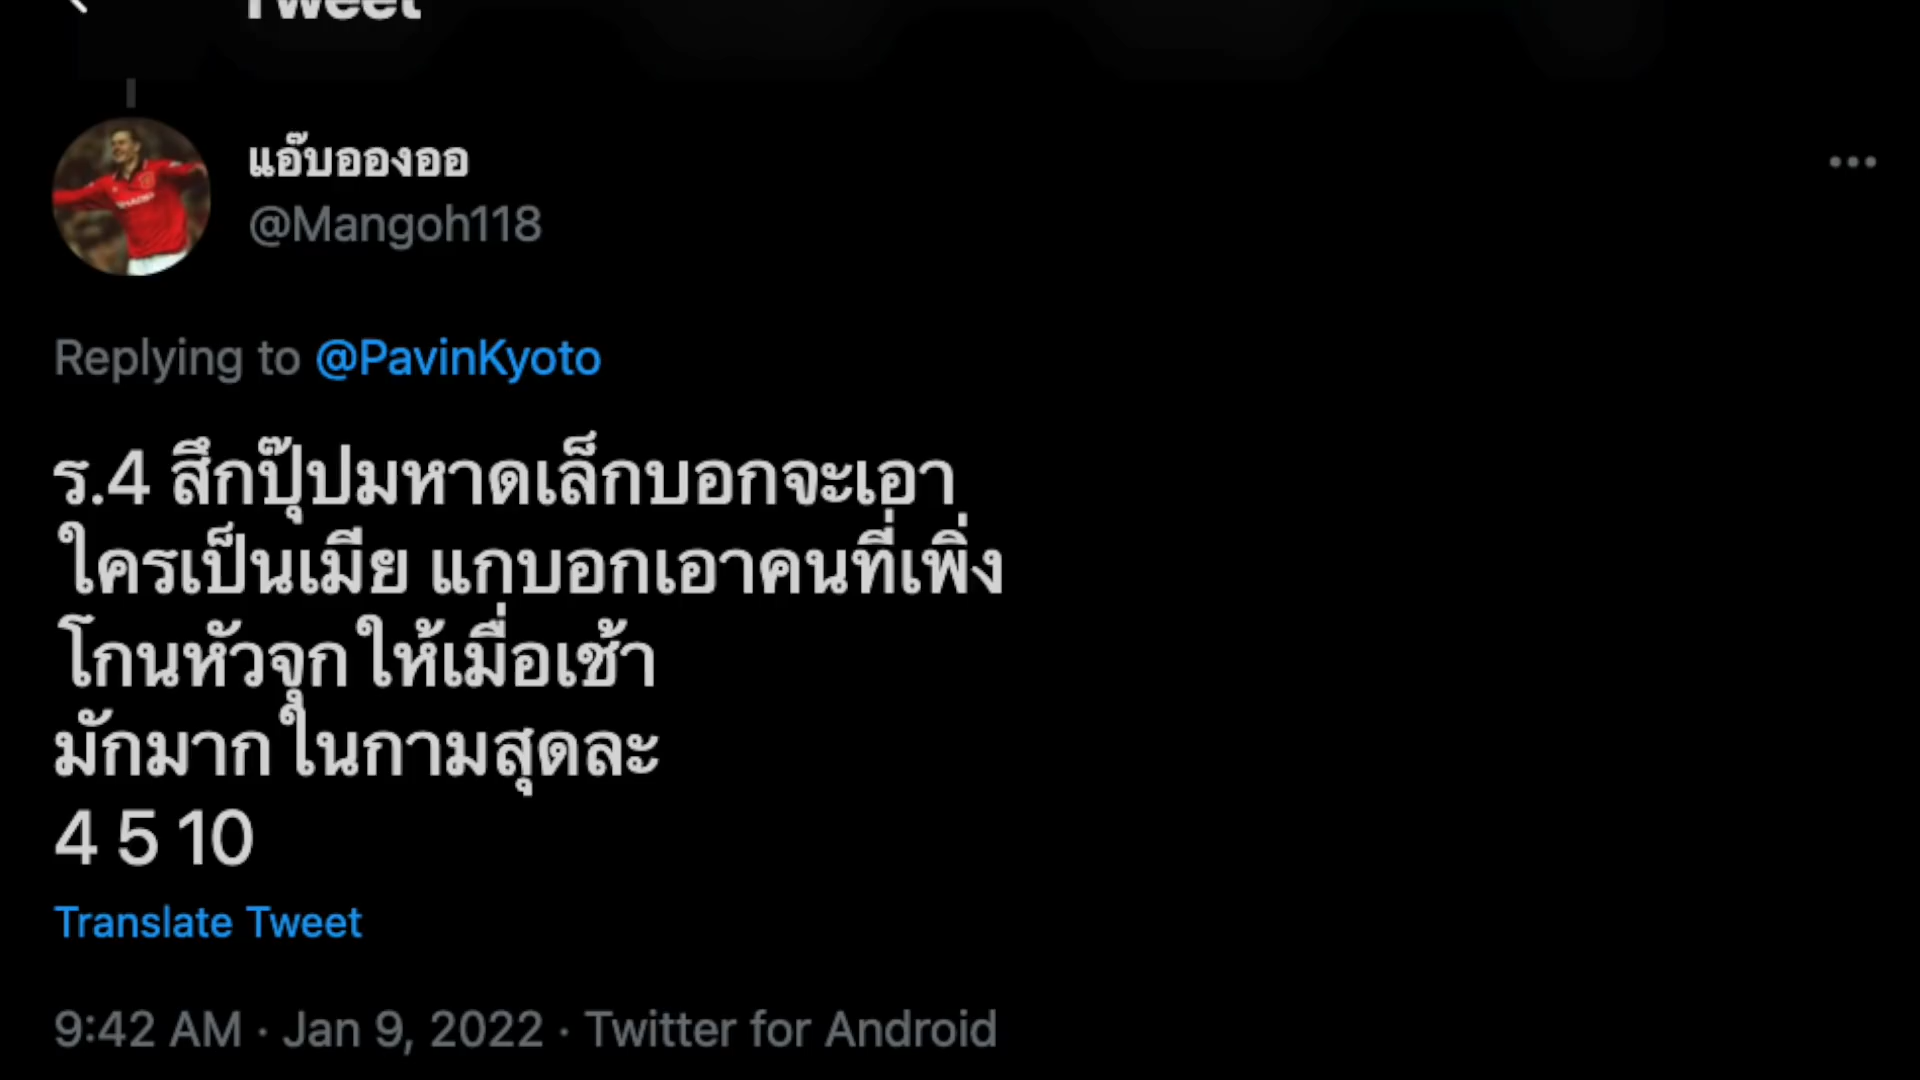 Tweet
แอ๊บอองออ
@Mangoh118
Replying to @PavinKyoto
ร.4 สึกปุ๊ปมหาดเล็กบอกจะเอา
ใครเป็นเมีย แกบอกเอาคนที่เพิ่ง
โกนหัวจุกให้เมื่อเช้า
มักมากในกามสุดละ
4 5 10
Translate Tweet
9:42 AM · Jan 9, 2022 · Twitter for Android